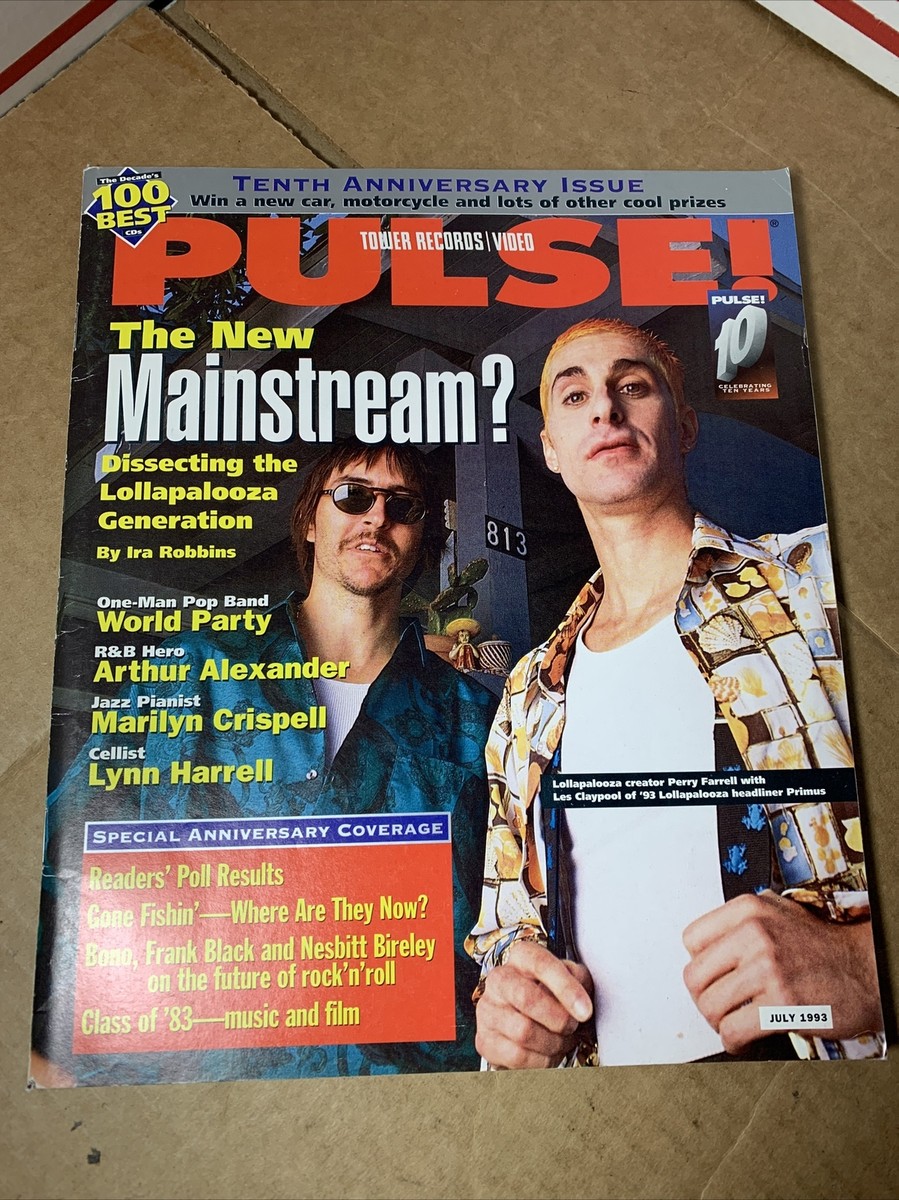 The Decade's
100
BEST
CDs
TENTH ANNIVERSARY ISSUE
Win a new car, motorcycle and lots of other cool prizes
PULSE!®
TOWER RECORDS | VIDEO
PULSE!
10
CELEBRATING
TEN YEARS
The New
Mainstream?
Dissecting the
Lollapalooza
Generation
By Ira Robbins
813
One-Man Pop Band
World Party
R&B Hero
Arthur Alexander
Jazz Pianist
Marilyn Crispell
Cellist
Lynn Harrell
Lollapalooza creator Perry Farrell with
Les Claypool of '93 Lollapalooza headliner Primus
SPECIAL ANNIVERSARY COVERAGE
Readers' Poll Results
Gone Fishin'—Where Are They Now?
Bono, Frank Black and Nesbitt Bireley
on the future of rock'n'roll
Class of '83—music and film
JULY 1993